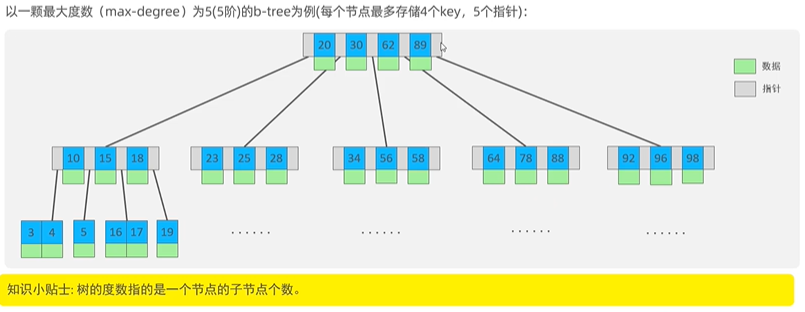 以一颗最大度数（max-degree）为5(5阶)的b-tree为例(每个节点最多存储4个key，5个指针)：
20 30 62 89
数据
指针
10 15 18 23 25 28 34 56 58 64 78 88 92 96 98
3 4 5 16 17 19 ...... ...... ...... ......
知识小贴士: 树的度数指的是一个节点的子节点个数。